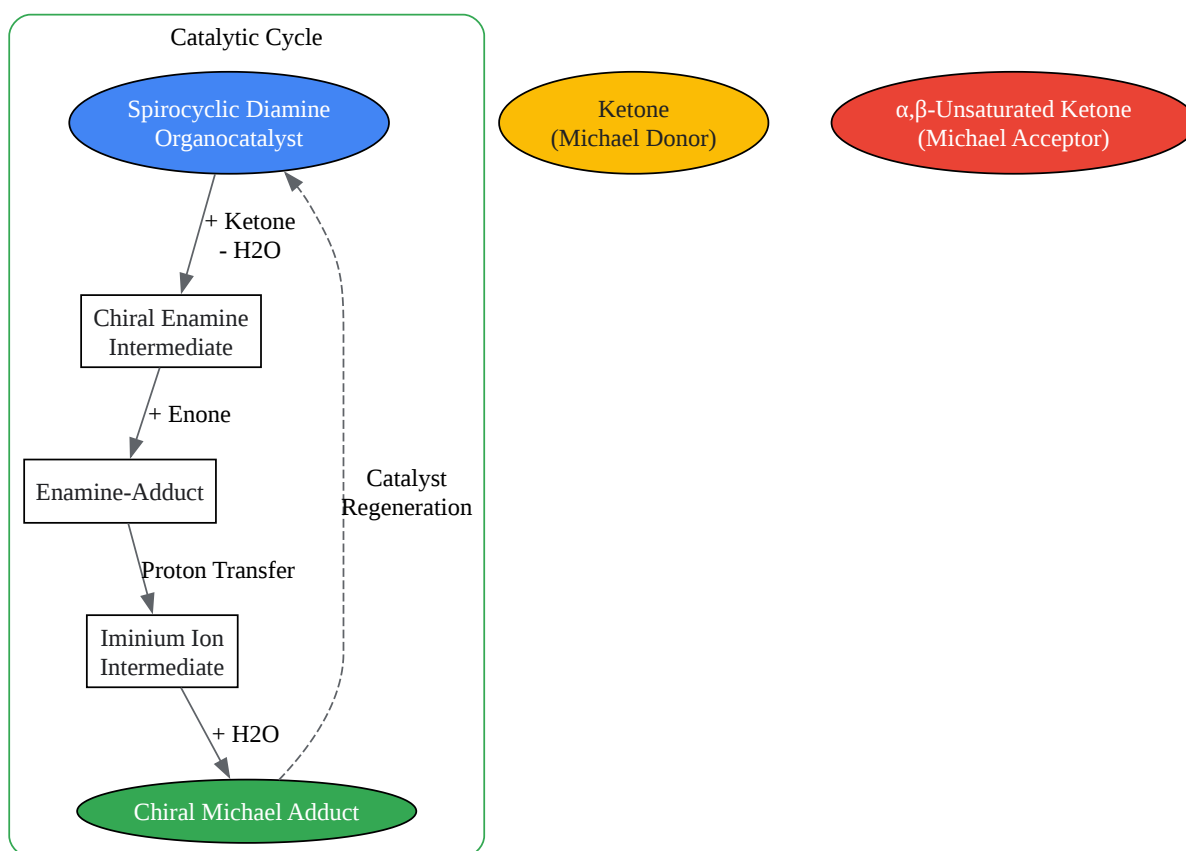 Catalytic Cycle
Spirocyclic Diamine
Organocatalyst
Ketone
(Michael Donor)
α,β-Unsaturated Ketone
(Michael Acceptor)
+ Ketone
- H2O
Chiral Enamine
Intermediate
+ Enone
Enamine-Adduct
Catalyst
Regeneration
Proton Transfer
Iminium Ion
Intermediate
+ H2O
Chiral Michael Adduct